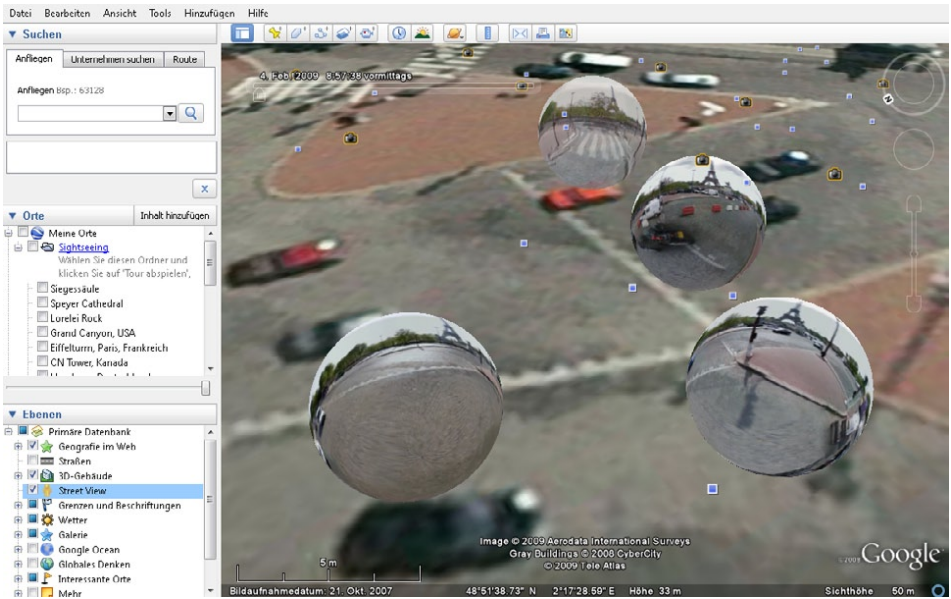 Datei Bearbeiten Ansicht Tools Hinzufügen Hilfe
Suchen
Anfliegen Unternehmen suchen Route
Anfliegen Bsp.: 63128
Orte Inhalt hinzufügen
Meine Orte
Sightseeing
Wählen Sie diesen Ordner und
klicken Sie auf 'Tour abspielen',
Siegessäule
Speyer Cathedral
Lorelei Rock
Grand Canyon, USA
Eiffelturm, Paris, Frankreich
CN Tower, Kanada
Ebenen
Primäre Datenbank
Geografie im Web
Straßen
3D-Gebäude
Street View
Grenzen und Beschriftungen
Wetter
Galerie
Google Ocean
Globales Denken
Interessante Orte
Mehr
4. Feb 2009 8:57:38 vormittags
N
Image © 2009 Aerodata International Surveys
Gray Buildings © 2008 CyberCity
© 2009 Tele Atlas
©2009 Google
5 m
Bildaufnahmedatum: 21. Okt. 2007 48°51'38.73" N 2°17'28.59" E Höhe 33 m Sichthöhe 50 m